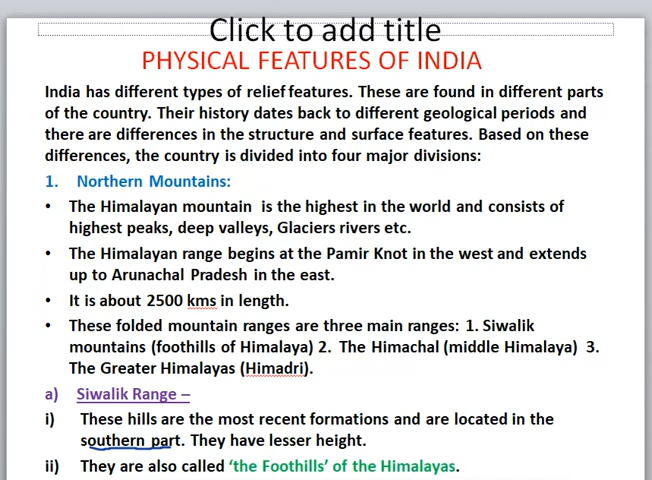 Click to add title
PHYSICAL FEATURES OF INDIA
India has different types of relief features. These are found in different parts
of the country. Their history dates back to different geological periods and
there are differences in the structure and surface features. Based on these
differences, the country is divided into four major divisions:
1. Northern Mountains:
• The Himalayan mountain is the highest in the world and consists of
highest peaks, deep valleys, Glaciers rivers etc.
• The Himalayan range begins at the Pamir Knot in the west and extends
up to Arunachal Pradesh in the east.
• It is about 2500 kms in length.
• These folded mountain ranges are three main ranges: 1. Siwalik
mountains (foothills of Himalaya) 2. The Himachal (middle Himalaya) 3.
The Greater Himalayas (Himadri).
a) Siwalik Range –
i) These hills are the most recent formations and are located in the
southern part. They have lesser height.
ii) They are also called ‘the Foothills’ of the Himalayas.